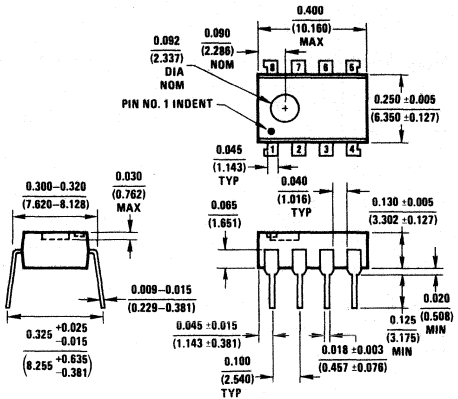 0.092
(2.337)
DIA
NOM
0.090
(2.286)
NOM
0.400
(10.160)
MAX
8 7 6 5
PIN NO. 1 INDENT
0.250 ±0.005
(6.350 ±0.127)
1 2 3 4
0.045
(1.143)
TYP
0.040
(1.016)
TYP
0.300–0.320
(7.620–8.128)
0.030
(0.762)
MAX
0.065
(1.651)
0.130 ±0.005
(3.302 ±0.127)
0.009–0.015
(0.229–0.381)
0.020
(0.508)
MIN
0.125
(3.175)
MIN
0.325 +0.025
−0.015
(8.255 +0.635
−0.381)
0.045 ±0.015
(1.143 ±0.381)
0.018 ±0.003
(0.457 ±0.076)
0.100
(2.540)
TYP